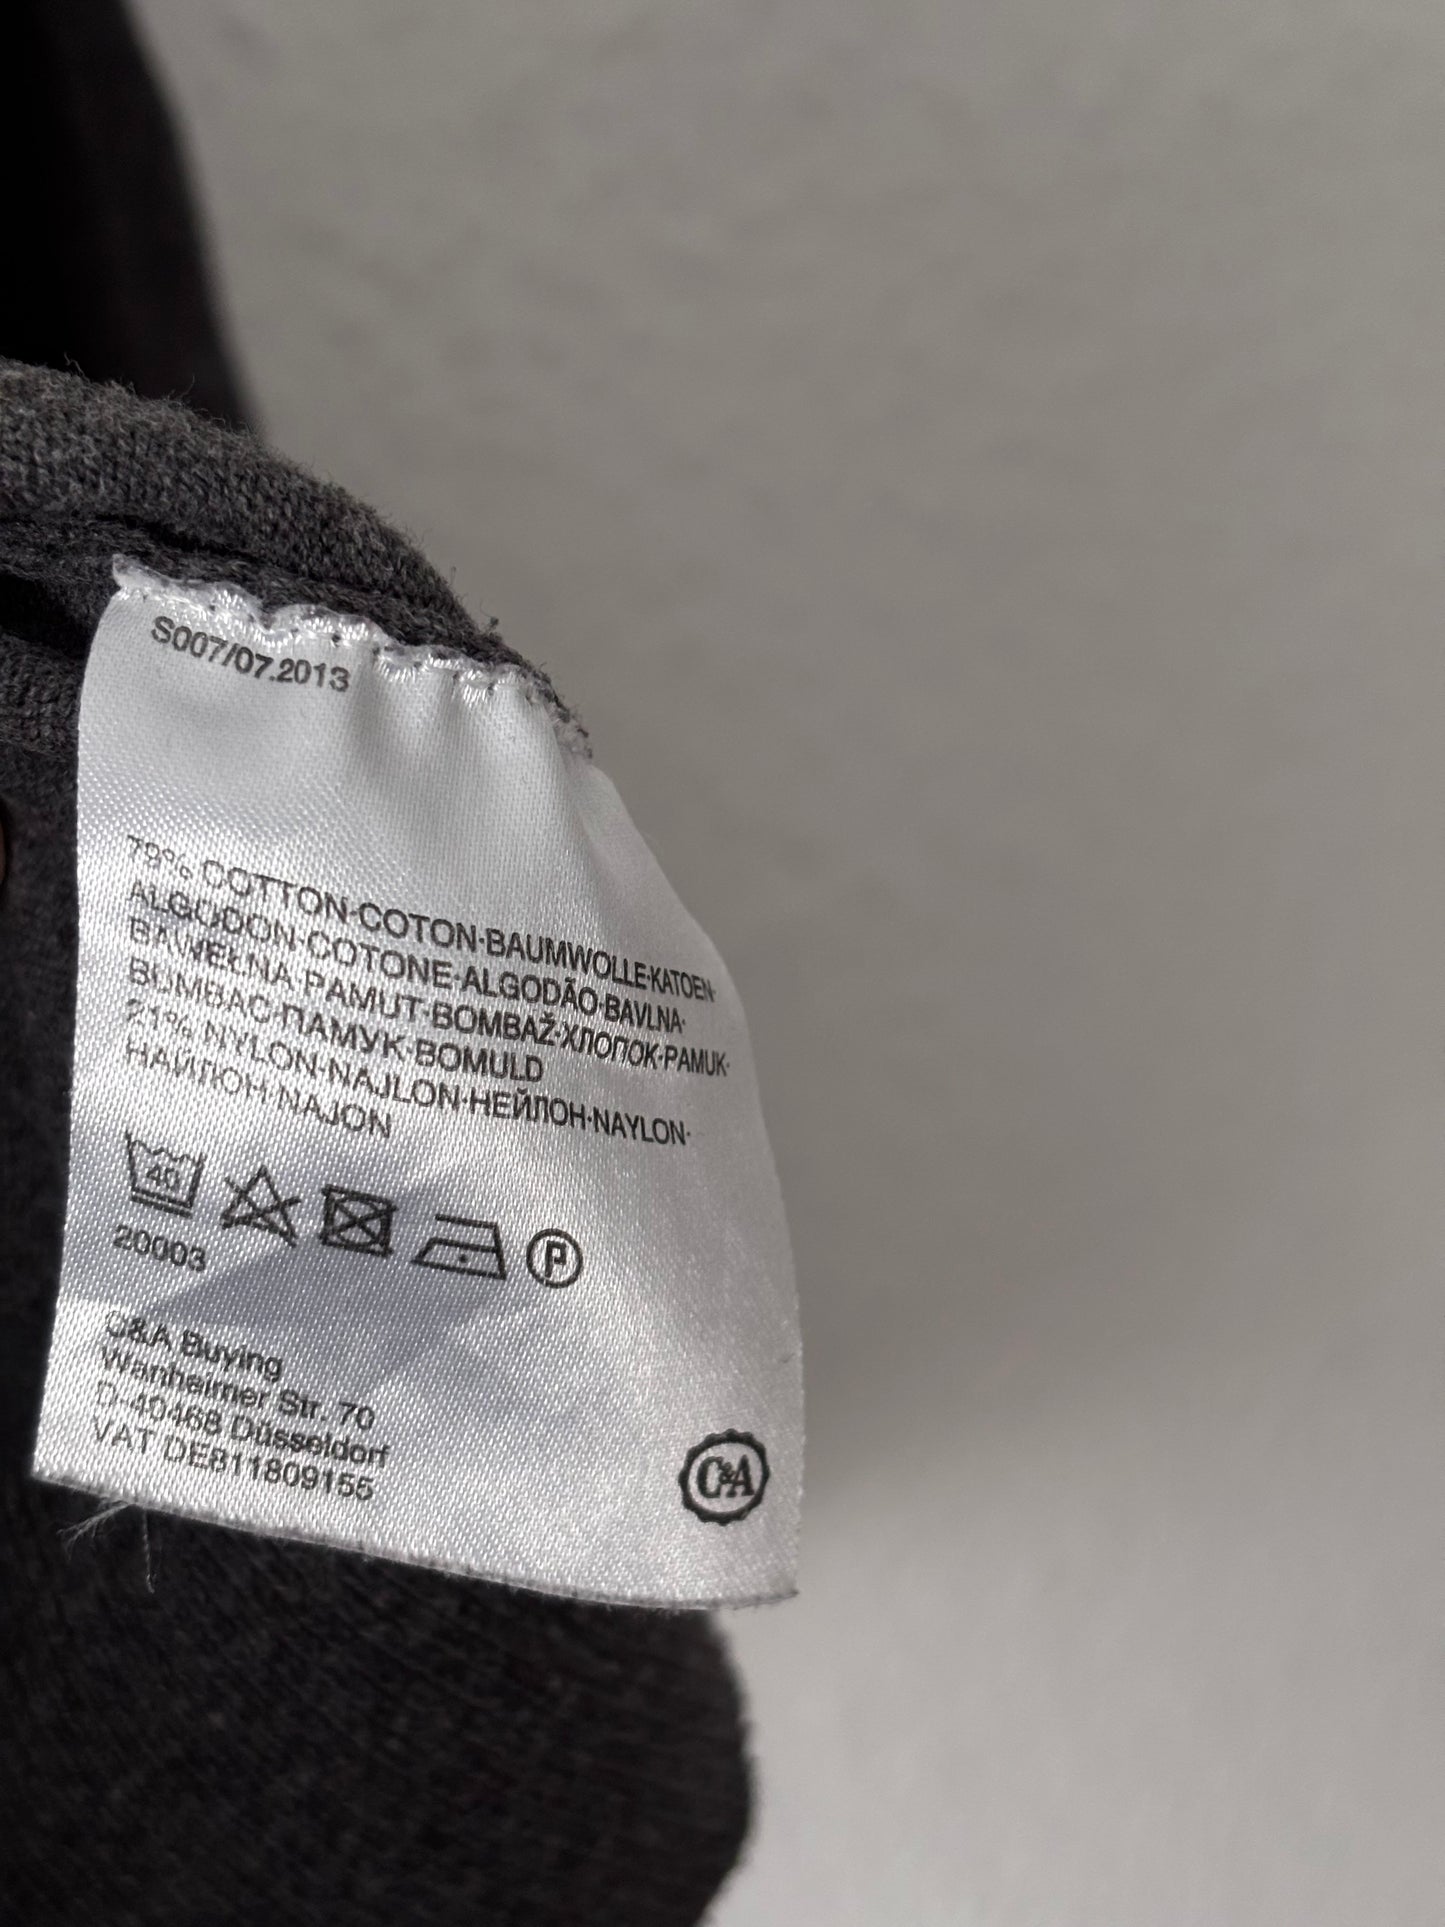 S007/07.2013
79% COTTON·COTON·BAUMWOLLE·KATOEN·
ALGODON·COTONE·ALGODÃO·BAVLNA·
BAWEŁNA·PAMUT·BOMBAŽ·ХЛОПОК·PAMUK·
BUMBAC·ПАМУК·BOMULD
21% NYLON·NAJLON·НЕЙЛОН·NAYLON·
НАЙЛОН·NAJON
40
P
20003
C&A Buying
Wanheimer Str. 70
D-40468 Düsseldorf
VAT DE811809155
C&A